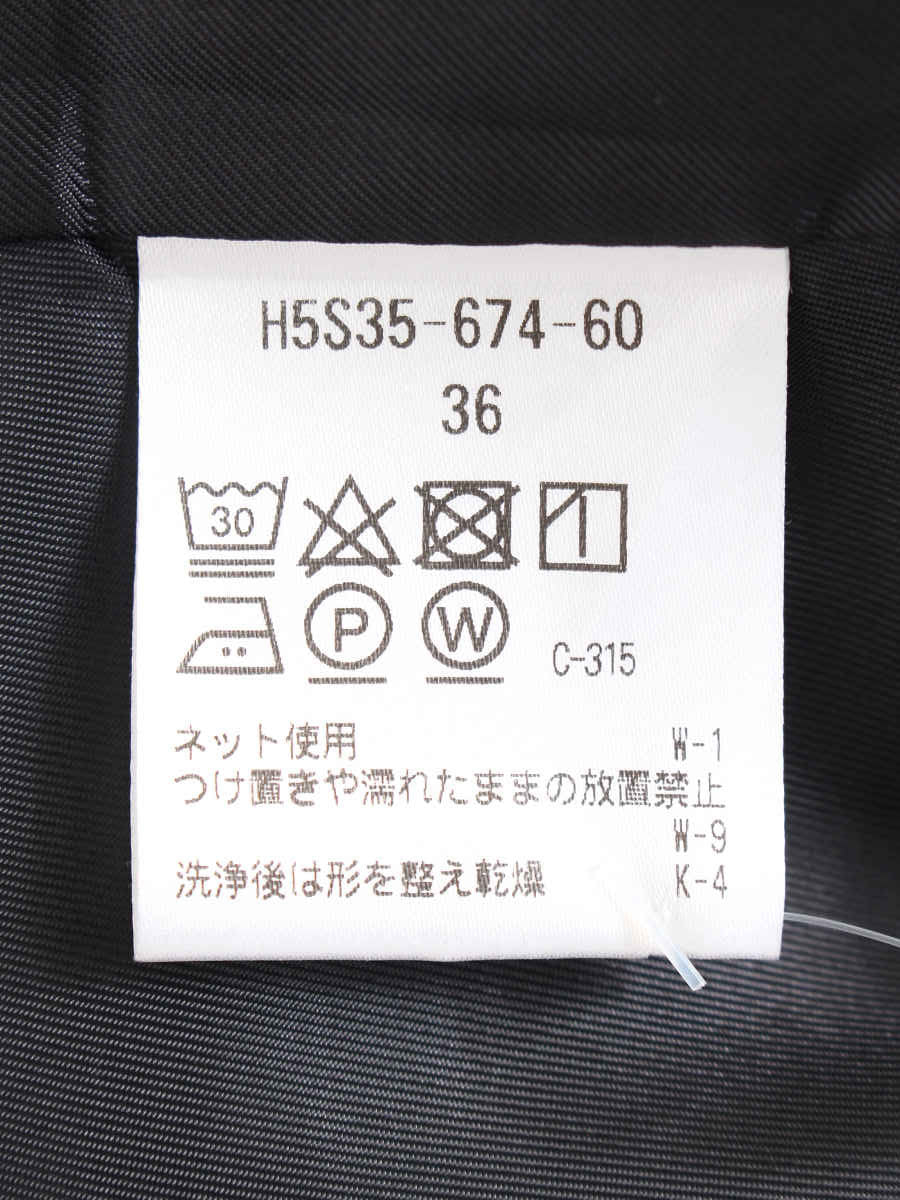 H5S35-674-60
36
30
P W C-315
ネット使用 W-1
つけ置きや濡れたままの放置禁止
W-9
洗浄後は形を整え乾燥 K-4